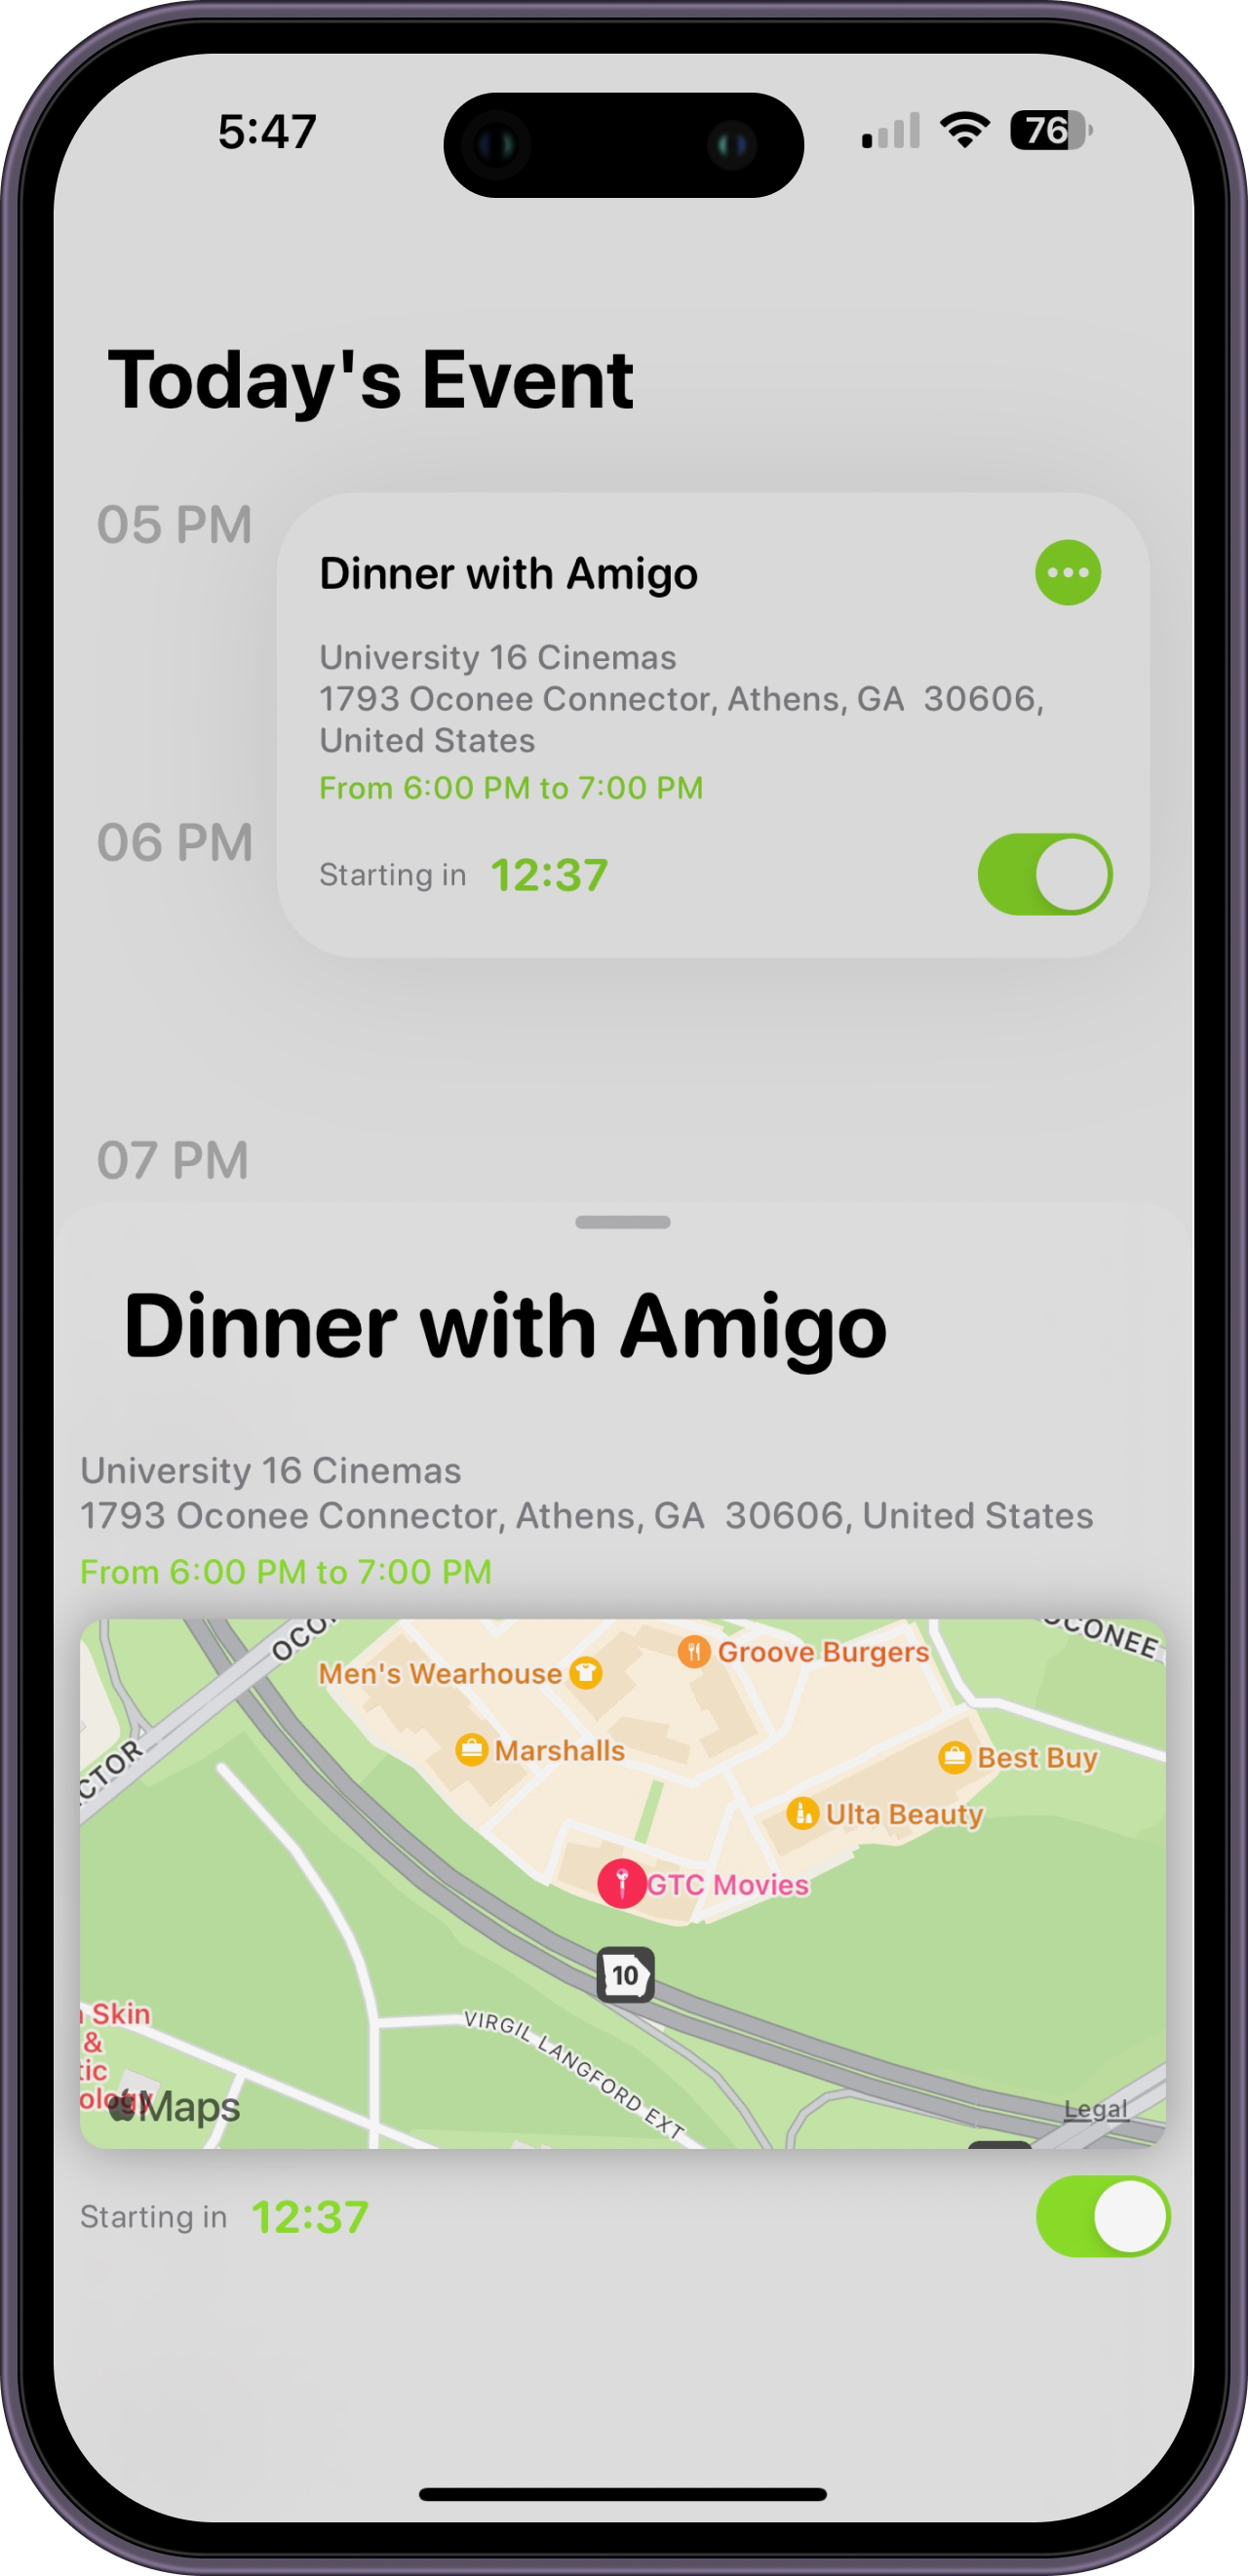 5:47
76
Today's Event
05 PM
Dinner with Amigo
University 16 Cinemas
1793 Oconee Connector, Athens, GA  30606,
United States
From 6:00 PM to 7:00 PM
06 PM
Starting in 12:37
07 PM
Dinner with Amigo
University 16 Cinemas
1793 Oconee Connector, Athens, GA  30606, United States
From 6:00 PM to 7:00 PM
OCONEE
Groove Burgers
Men's Wearhouse
Marshalls
Best Buy
CTOR
Ulta Beauty
GTC Movies
10
VIRGIL LANGFORD EXT
Skin
&
tic
ology
Maps
Legal
Starting in 12:37